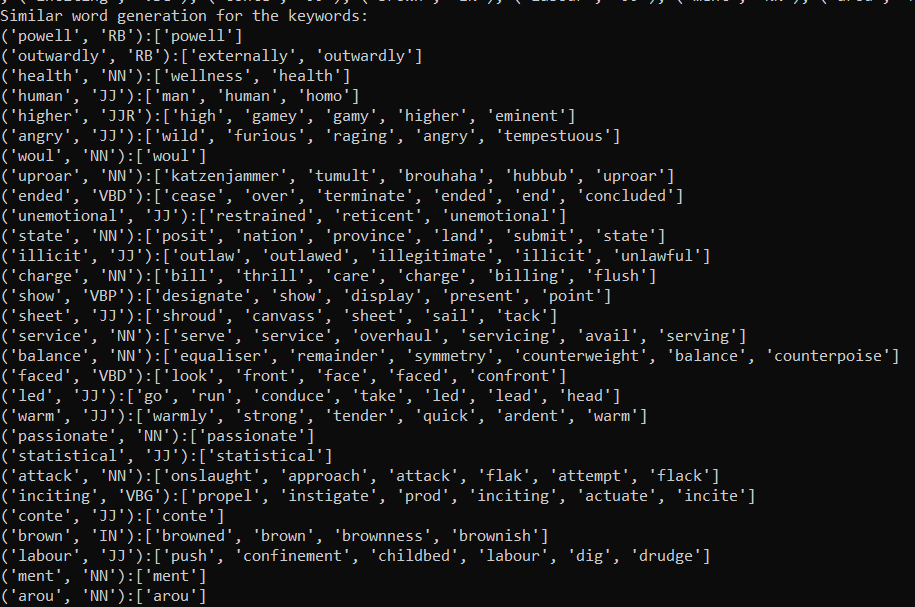 Similar word generation for the keywords:
('powell', 'RB'):['powell']
('outwardly', 'RB'):['externally', 'outwardly']
('health', 'NN'):['wellness', 'health']
('human', 'JJ'):['man', 'human', 'homo']
('higher', 'JJR'):['high', 'gamey', 'gamy', 'higher', 'eminent']
('angry', 'JJ'):['wild', 'furious', 'raging', 'angry', 'tempestuous']
('woul', 'NN'):['woul']
('uproar', 'NN'):['katzenjammer', 'tumult', 'brouhaha', 'hubbub', 'uproar']
('ended', 'VBD'):['cease', 'over', 'terminate', 'ended', 'end', 'concluded']
('unemotional', 'JJ'):['restrained', 'reticent', 'unemotional']
('state', 'NN'):['posit', 'nation', 'province', 'land', 'submit', 'state']
('illicit', 'JJ'):['outlaw', 'outlawed', 'illegitimate', 'illicit', 'unlawful']
('charge', 'NN'):['bill', 'thrill', 'care', 'charge', 'billing', 'flush']
('show', 'VBP'):['designate', 'show', 'display', 'present', 'point']
('sheet', 'JJ'):['shroud', 'canvass', 'sheet', 'sail', 'tack']
('service', 'NN'):['serve', 'service', 'overhaul', 'servicing', 'avail', 'serving']
('balance', 'NN'):['equaliser', 'remainder', 'symmetry', 'counterweight', 'balance', 'counterpoise']
('faced', 'VBD'):['look', 'front', 'face', 'faced', 'confront']
('led', 'JJ'):['go', 'run', 'conduce', 'take', 'led', 'lead', 'head']
('warm', 'JJ'):['warmly', 'strong', 'tender', 'quick', 'ardent', 'warm']
('passionate', 'NN'):['passionate']
('statistical', 'JJ'):['statistical']
('attack', 'NN'):['onslaught', 'approach', 'attack', 'flak', 'attempt', 'flack']
('inciting', 'VBG'):['propel', 'instigate', 'prod', 'inciting', 'actuate', 'incite']
('conte', 'JJ'):['conte']
('brown', 'IN'):['browned', 'brown', 'brownness', 'brownish']
('labour', 'JJ'):['push', 'confinement', 'childbed', 'labour', 'dig', 'drudge']
('ment', 'NN'):['ment']
('arou', 'NN'):['arou']